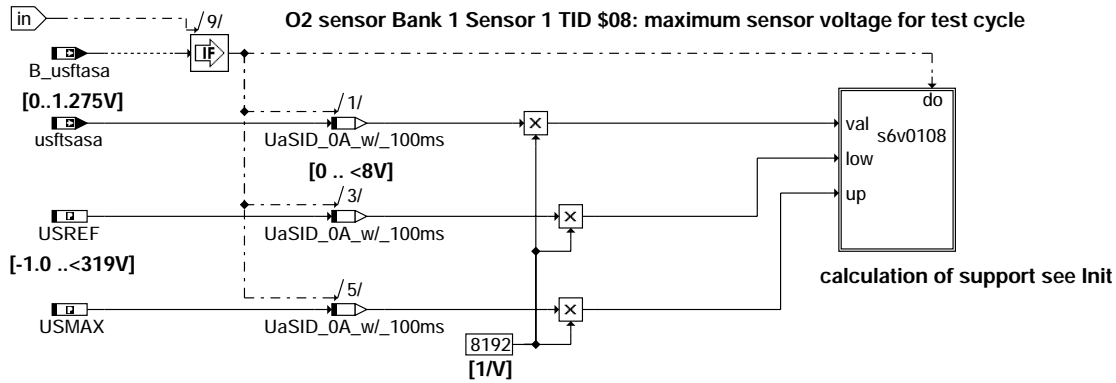 in
/9/
O2 sensor Bank 1 Sensor 1 TID $08: maximum sensor voltage for test cycle
IF
B_usftasa
[0..1.275V]
do
/1/
usftsasa
UaSID_0A_w/_100ms
val
s6v0108
[0 .. <8V]
low
/3/
up
USREF
UaSID_0A_w/_100ms
[-1.0 ..<319V]
calculation of support see Init
/5/
USMAX
UaSID_0A_w/_100ms
8192
[1/V]